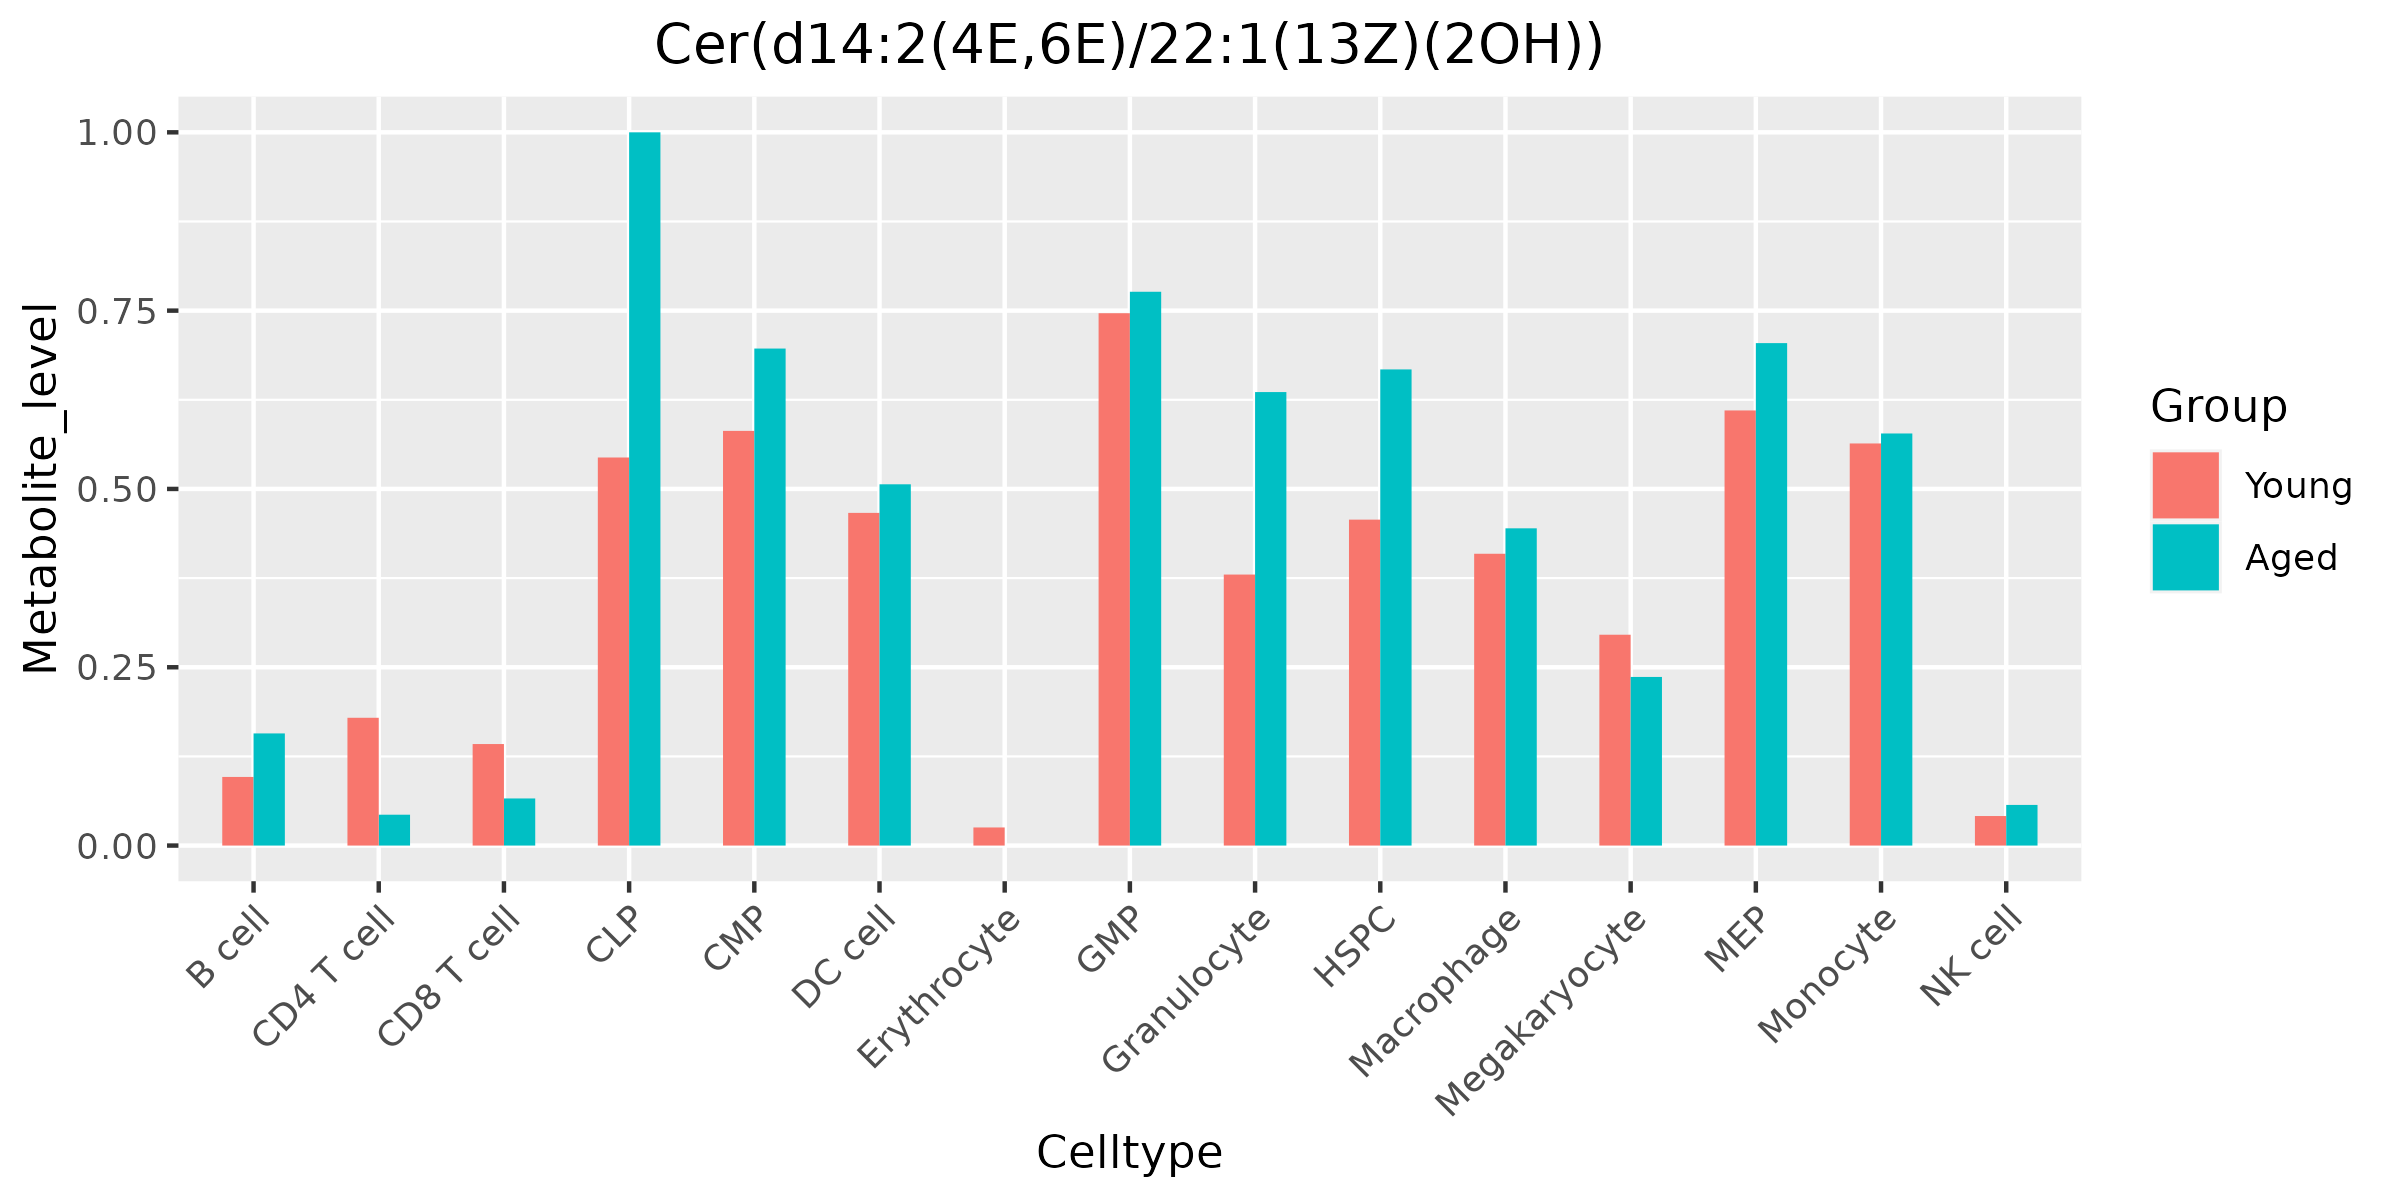 Cer(d14:2(4E,6E)/22:1(13Z)(2OH))
Metabolite_level
1.00
0.75
0.50
0.25
0.00
B cell
CD4 T cell
CD8 T cell
CLP
CMP
DC cell
Erythrocyte
GMP
Granulocyte
HSPC
Macrophage
Megakaryocyte
MEP
Monocyte
NK cell
Celltype
Group
Young
Aged